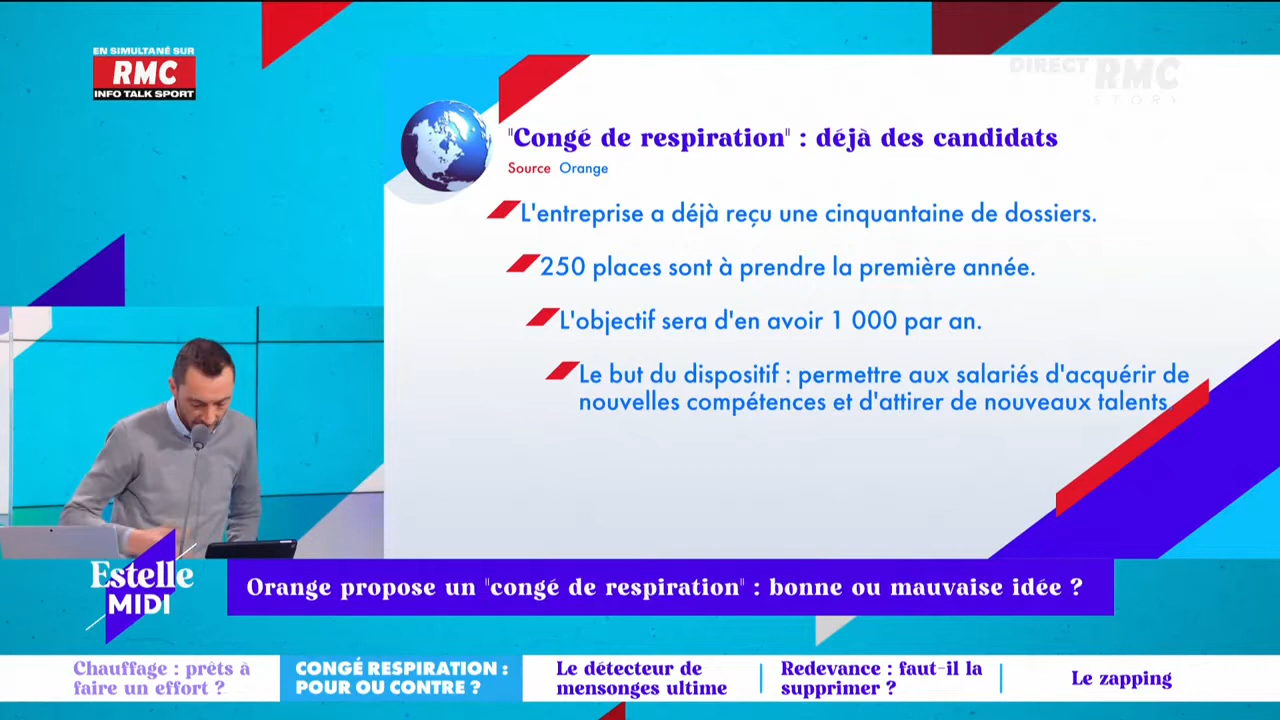 EN SIMULTANÉ SUR
RMC
INFO TALK SPORT
DIRECT RMC
STORY
"Congé de respiration" : déjà des candidats
Source Orange
L'entreprise a déjà reçu une cinquantaine de dossiers.
250 places sont à prendre la première année.
L'objectif sera d'en avoir 1 000 par an.
Le but du dispositif : permettre aux salariés d'acquérir de
nouvelles compétences et d'attirer de nouveaux talents.
Estelle
MIDI
Orange propose un "congé de respiration" : bonne ou mauvaise idée ?
Chauffage : prêts à
faire un effort ?
CONGÉ RESPIRATION :
POUR OU CONTRE ?
Le détecteur de
mensonges ultime
Redevance : faut-il la
supprimer ?
Le zapping